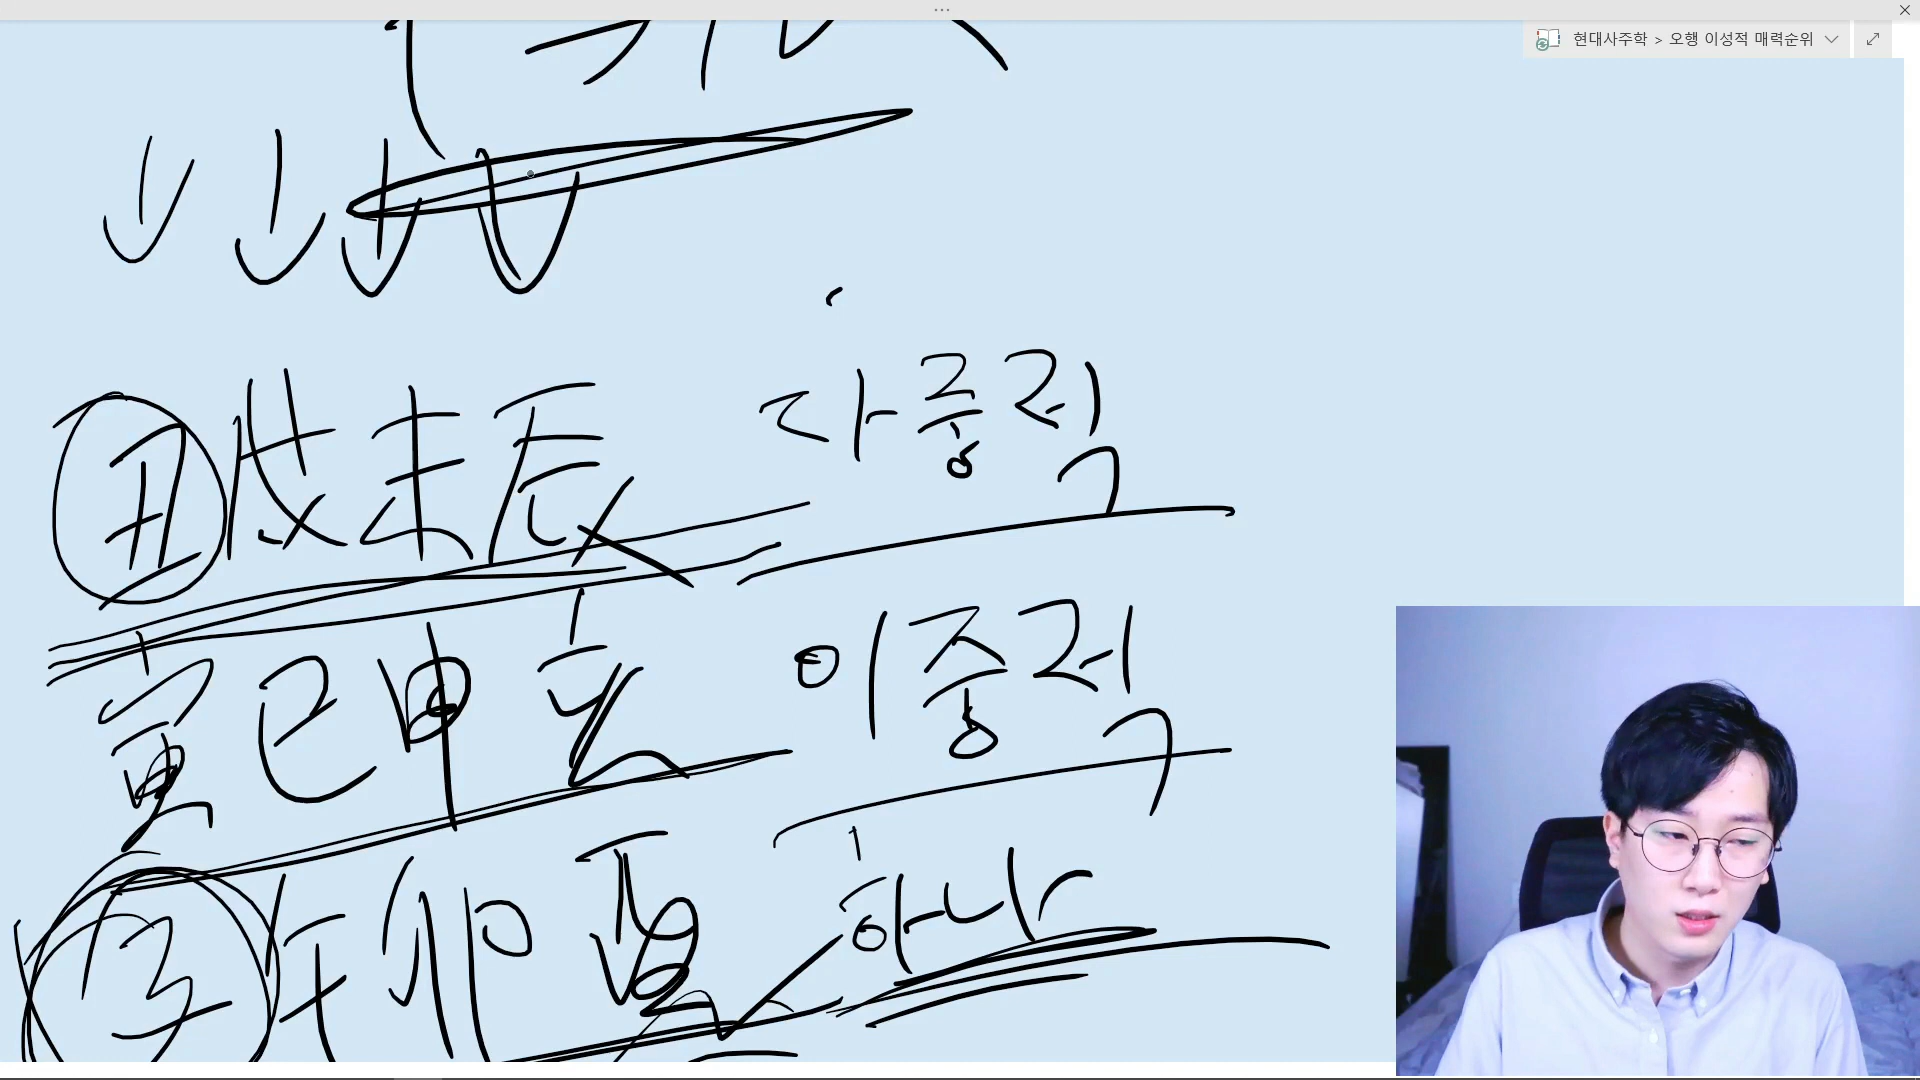 현대사주학 > 오행 이성적 매력순위
丑戌未辰 다중적
寅巳申亥 이중적
子午卯酉 하나